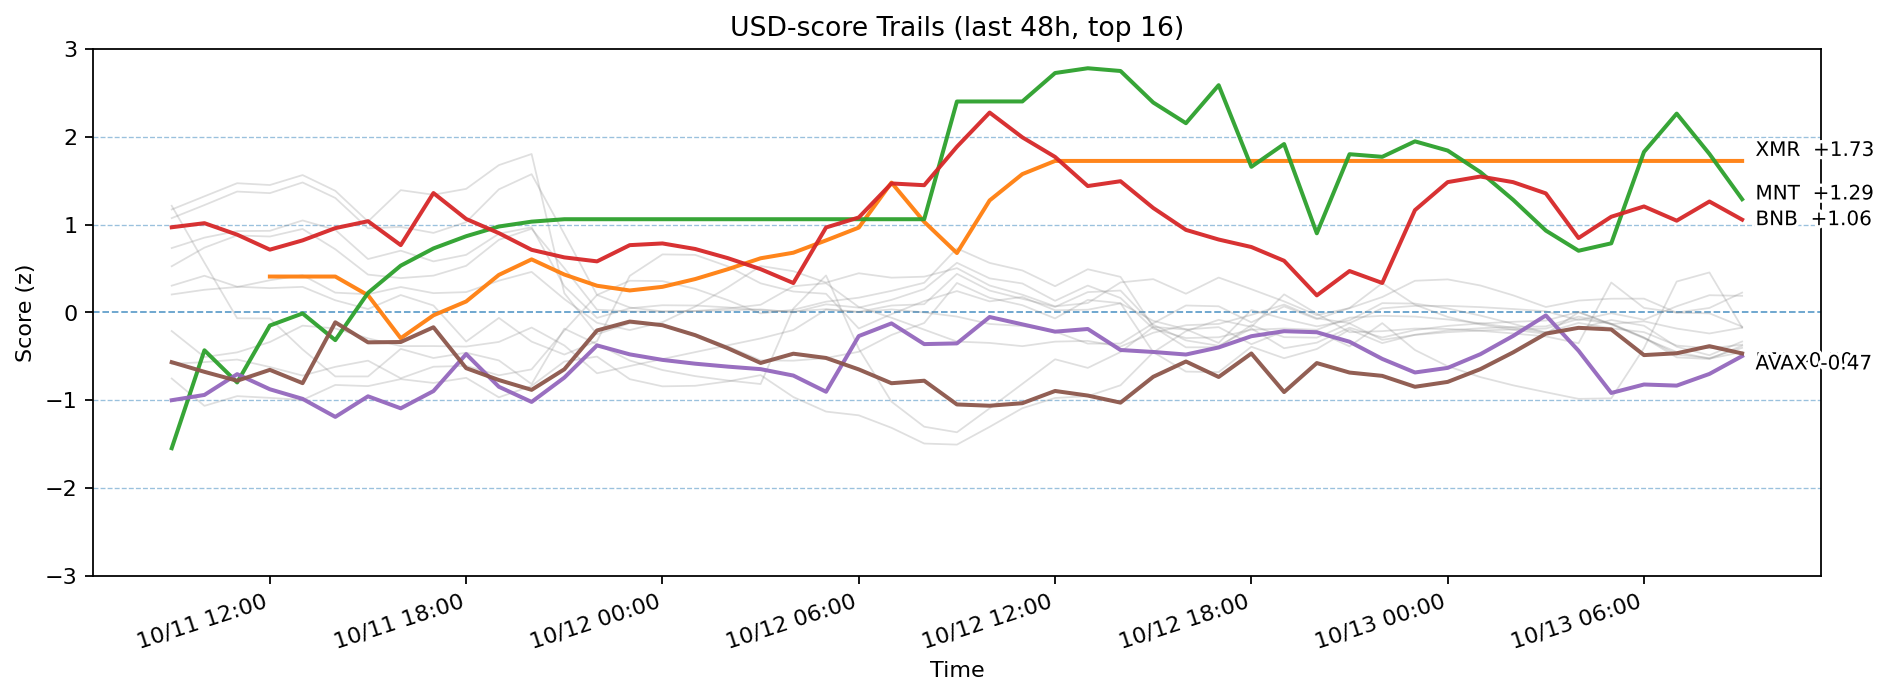 USD-score Trails (last 48h, top 16)
Score (z)
3
2
1
0
−1
−2
−3
XMR +1.73
MNT +1.29
BNB +1.06
AVAX -0.47
10/11 12:00
10/11 18:00
10/12 00:00
10/12 06:00
10/12 12:00
10/12 18:00
10/13 00:00
10/13 06:00
Time